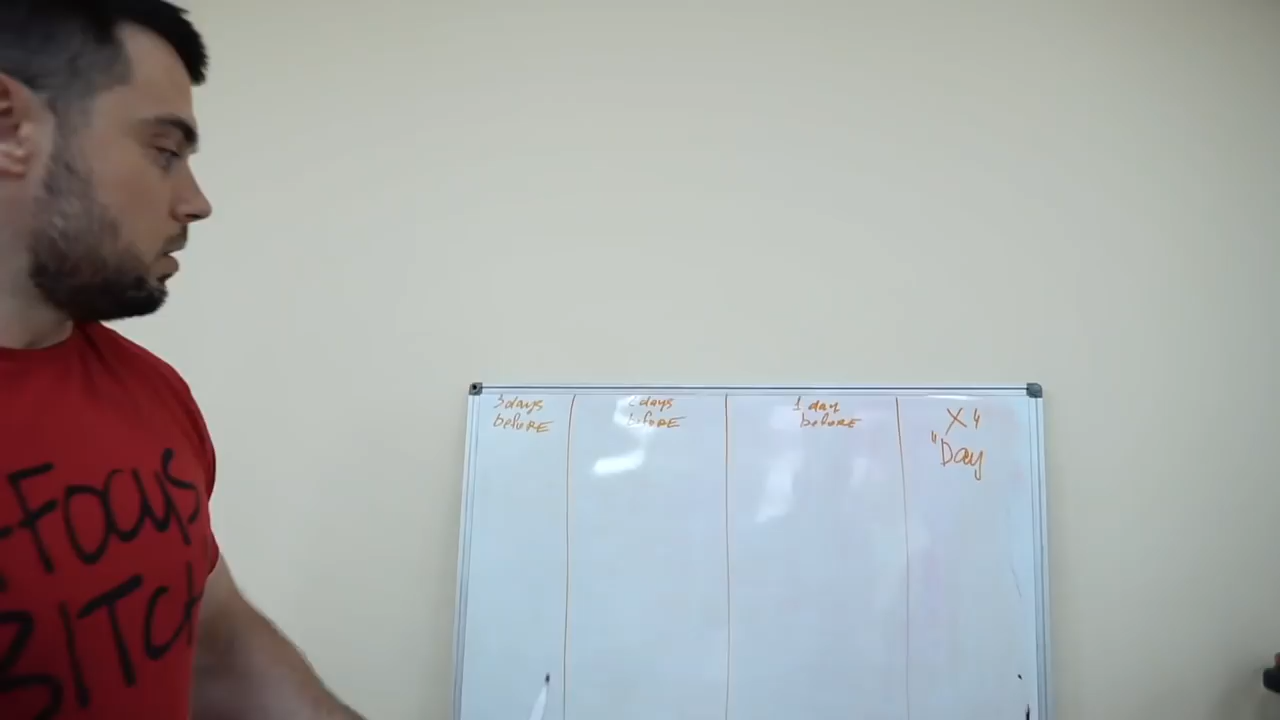 FOCUS
BITCH
3days
before
2days
before
1 day
before
X"
"Day